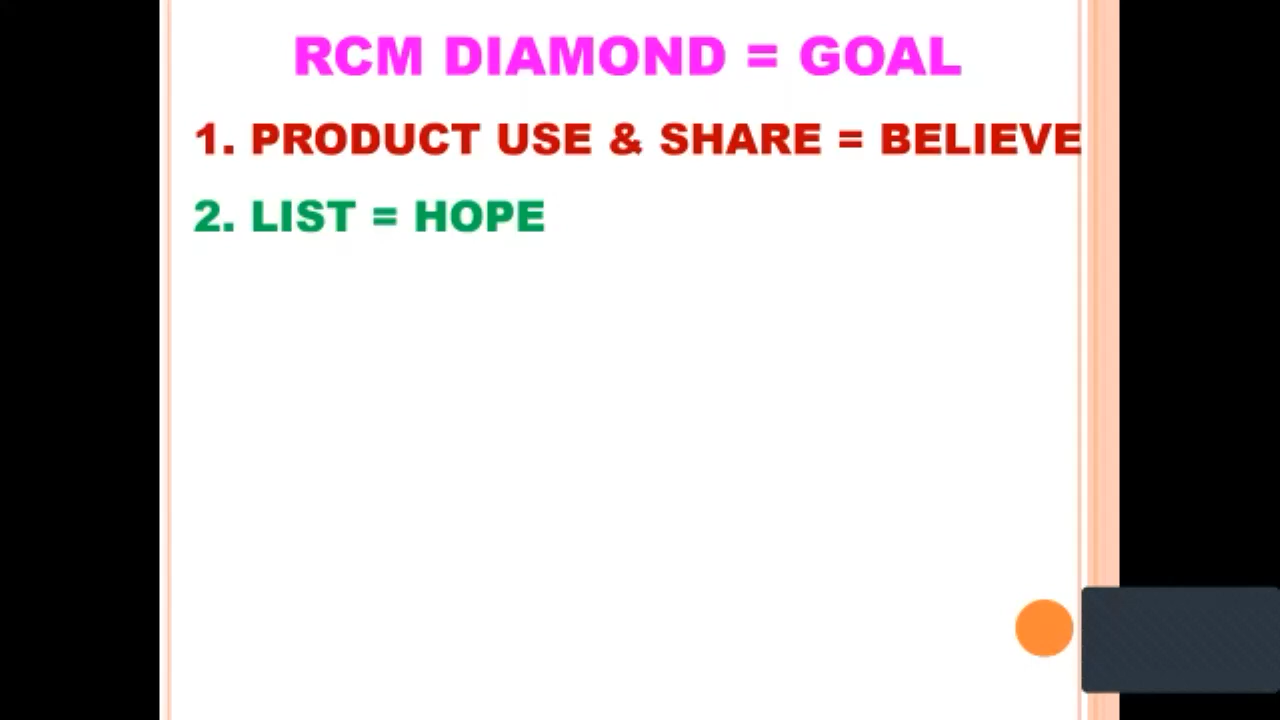 RCM DIAMOND = GOAL
1. PRODUCT USE & SHARE = BELIEVE
2. LIST = HOPE